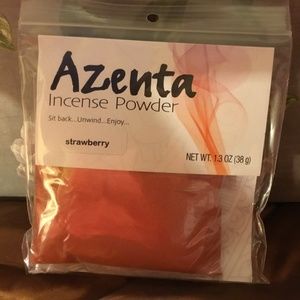 Azenta
Incense Powder
Sit back...Unwind...Enjoy...
strawberry
NET WT. 1.3 OZ (38 g)